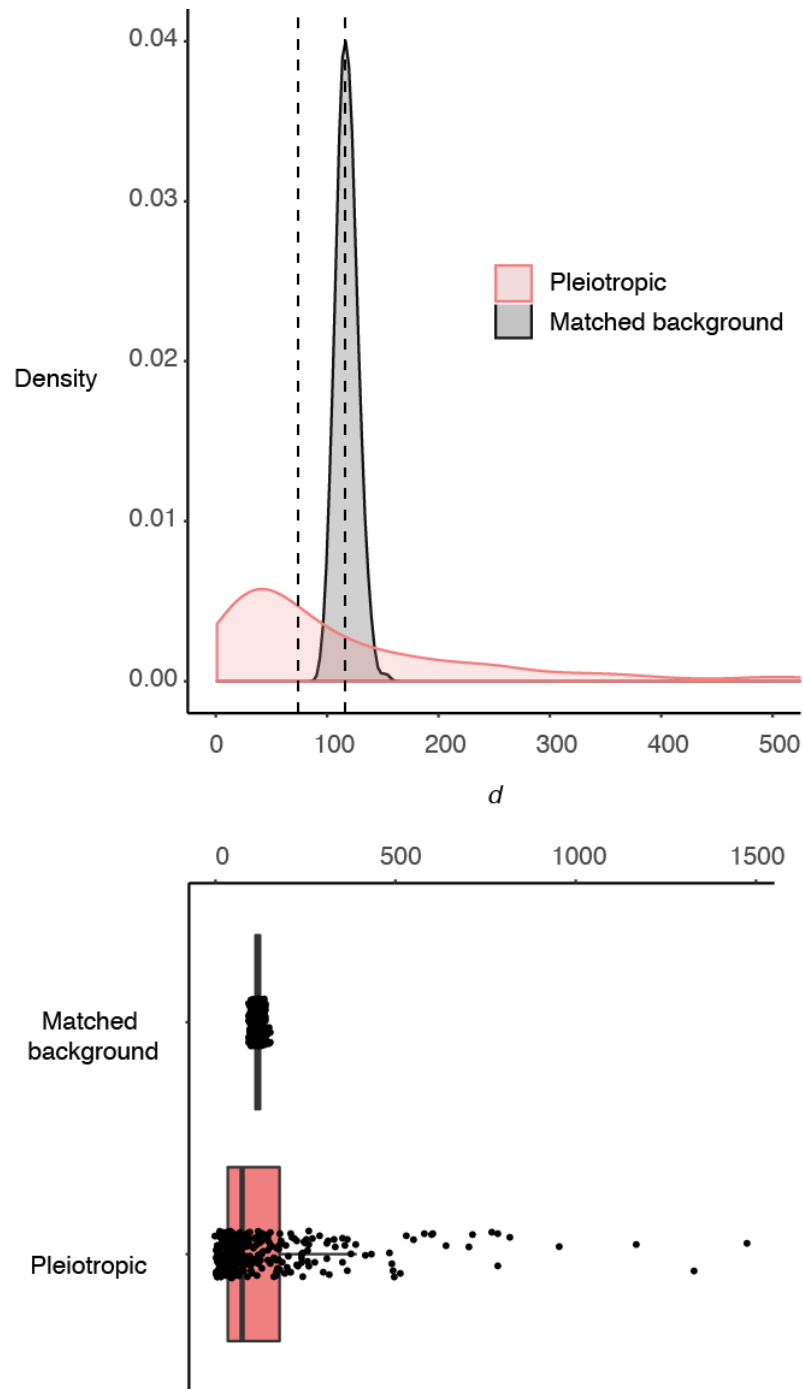 0.04
0.03
Pleiotropic
Matched background
0.02
Density
0.01
0.00
0 100 200 300 400 500
d
0 500 1000 1500
Matched
background
Pleiotropic